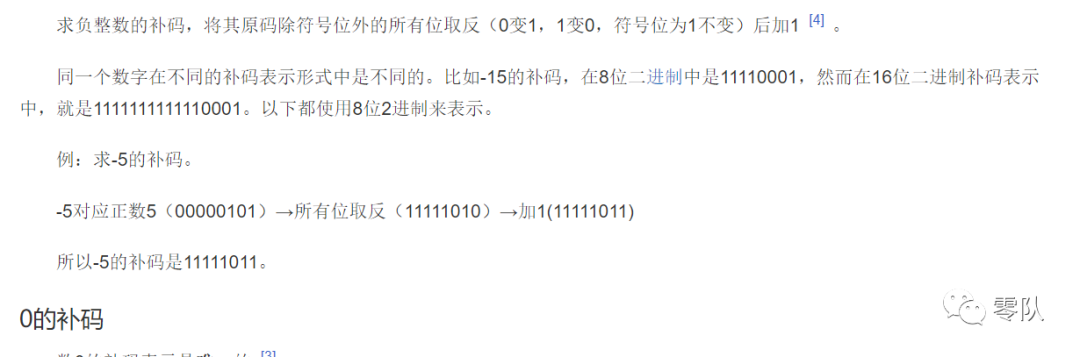 求负整数的补码，将其原码除符号位外的所有位取反（0变1，1变0，符号位为1不变）后加1 [4] 。
同一个数字在不同的补码表示形式中是不同的。比如-15的补码，在8位二进制中是11110001，然而在16位二进制补码表示
中，就是1111111111110001。以下都使用8位2进制来表示。
例：求-5的补码。
-5对应正数5（00000101）→所有位取反（11111010）→加1(11111011)
所以-5的补码是11111011。
零队
0的补码
[3]